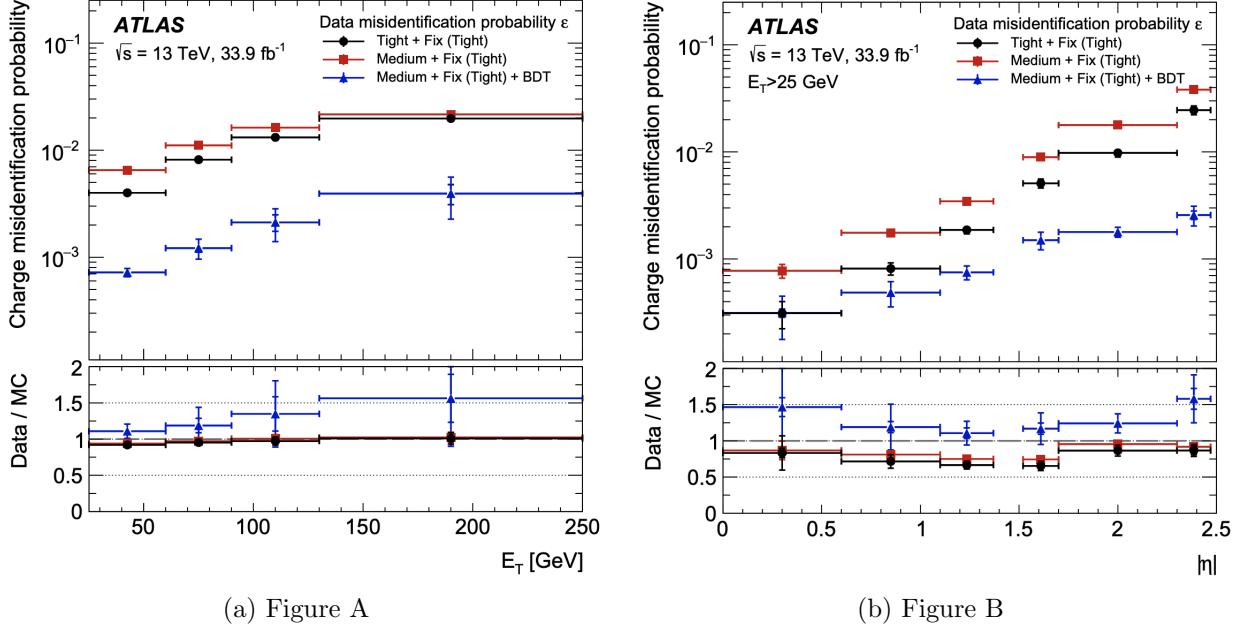 ATLAS
√s = 13 TeV, 33.9 fb⁻¹
Data misidentification probability ε
Tight + Fix (Tight)
Medium + Fix (Tight)
Medium + Fix (Tight) + BDT
Charge misidentification probability
10⁻¹
10⁻²
10⁻³
Data / MC
2
1.5
1
0.5
0
50
100
150
200
250
E_T [GeV]
(a) Figure A
ATLAS
√s = 13 TeV, 33.9 fb⁻¹
E_T>25 GeV
Data misidentification probability ε
Tight + Fix (Tight)
Medium + Fix (Tight)
Medium + Fix (Tight) + BDT
Charge misidentification probability
10⁻¹
10⁻²
10⁻³
Data / MC
2
1.5
1
0.5
0
0
0.5
1
1.5
2
2.5
|η|
(b) Figure B